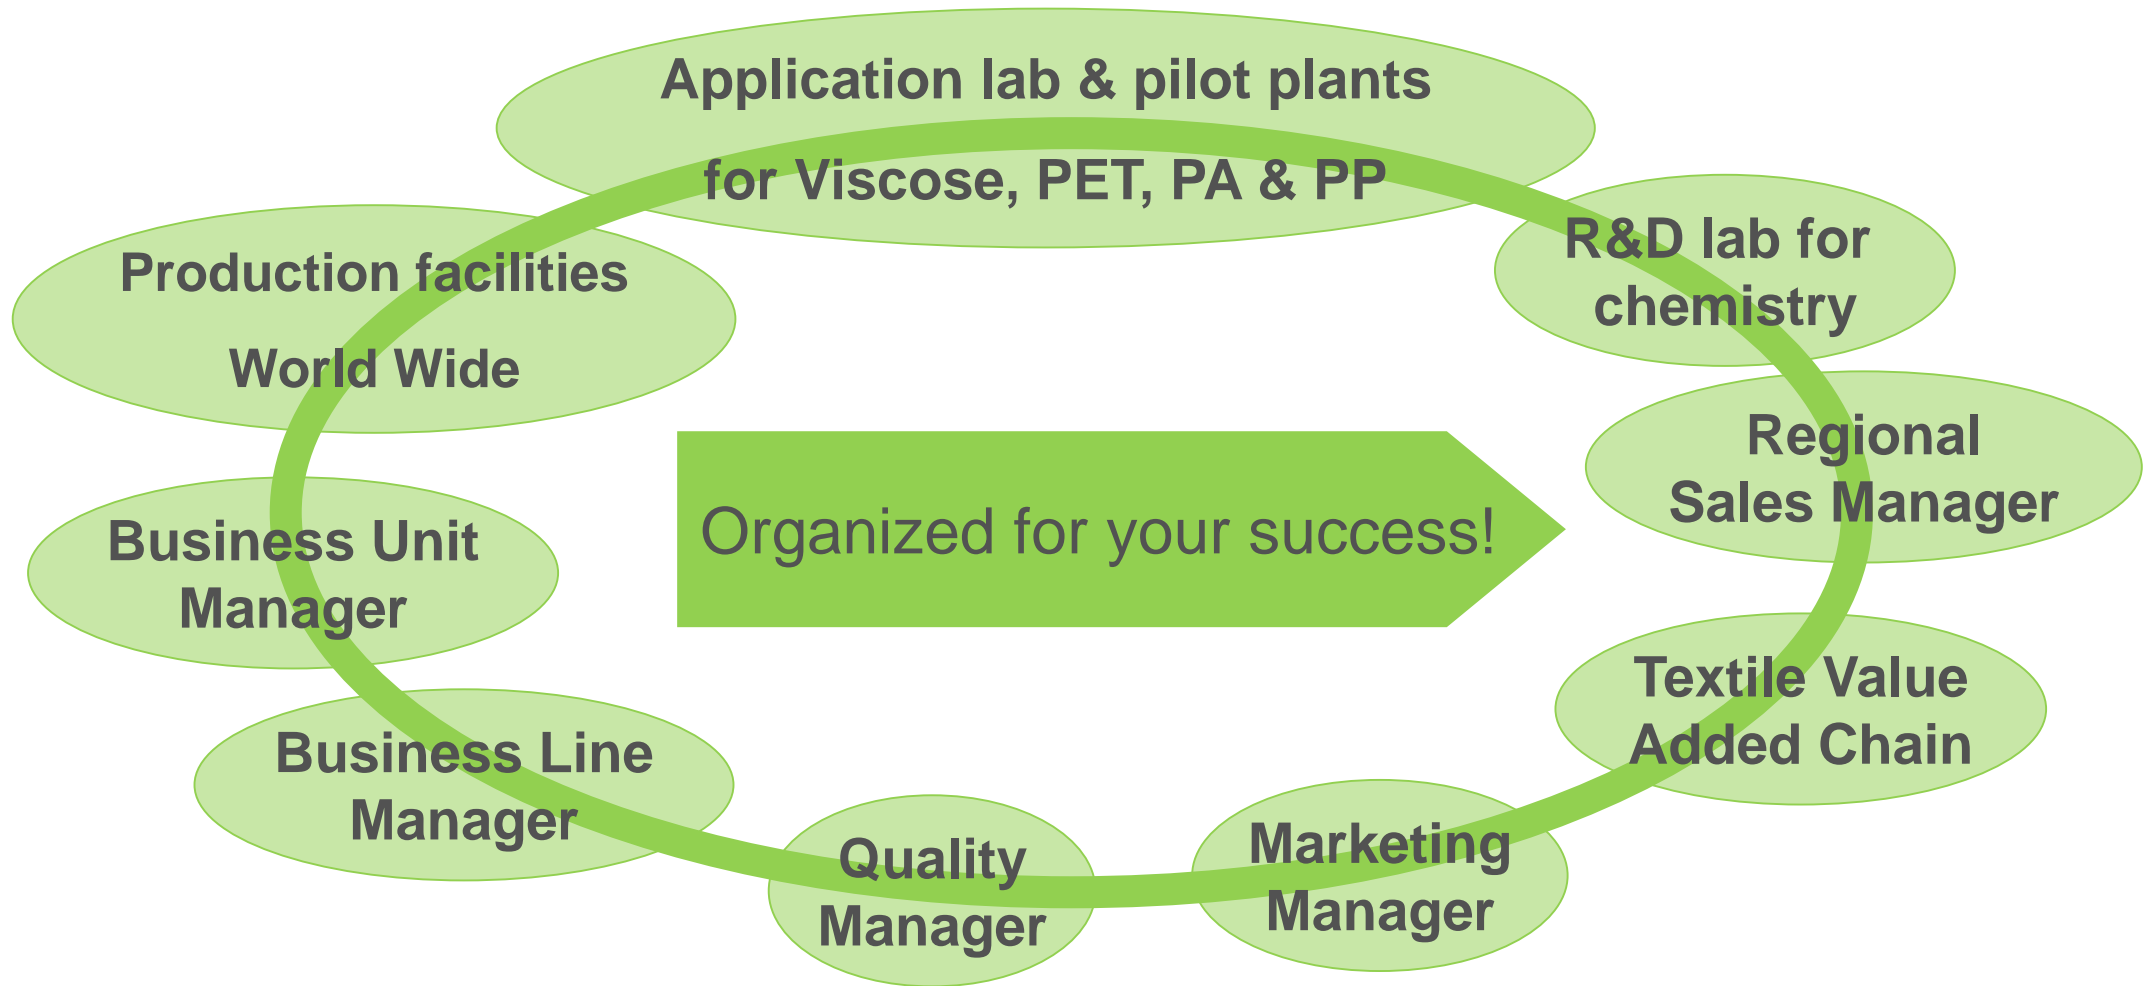 Application lab & pilot plants
for Viscose, PET, PA & PP
R&D lab for
chemistry
Production facilities
World Wide
Regional
Sales Manager
Organized for your success!
Business Unit
Manager
Textile Value
Added Chain
Business Line
Manager
Marketing
Manager
Quality
Manager